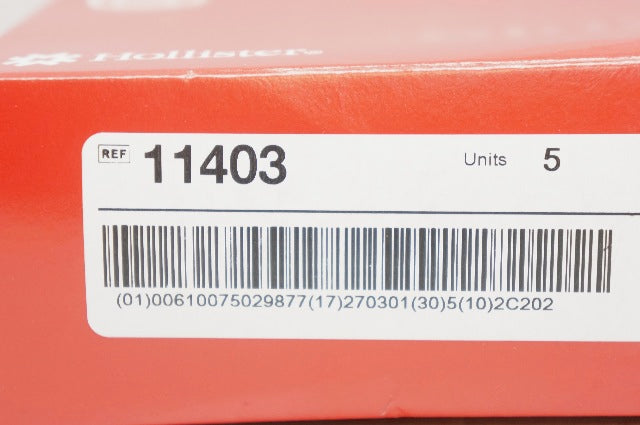 Hollister®
REF 11403 Units 5
(01)00610075029877(17)270301(30)5(10)2C202